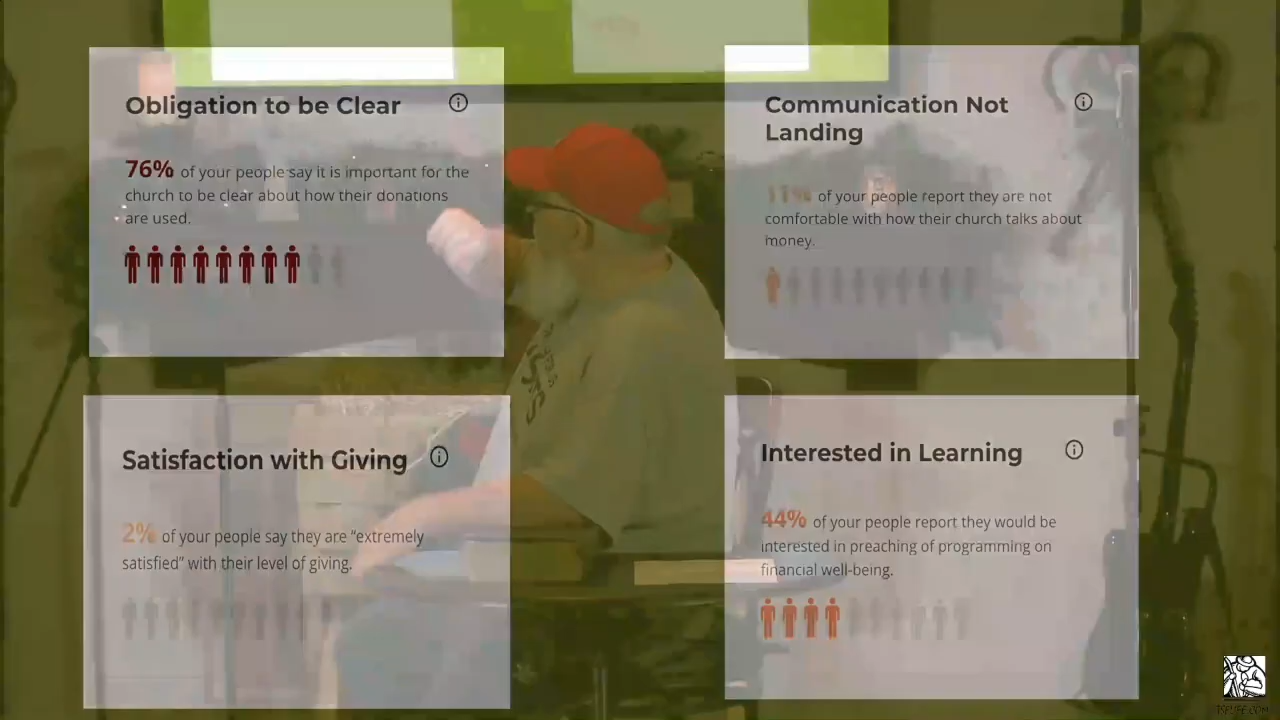 Obligation to be Clear
76% of your people say it is important for the
church to be clear about how their donations
are used.
Communication Not
Landing
11% of your people report they are not
comfortable with how their church talks about
money.
Satisfaction with Giving
2% of your people say they are “extremely
satisfied” with their level of giving.
Interested in Learning
44% of your people report they would be
interested in preaching of programming on
financial well-being.